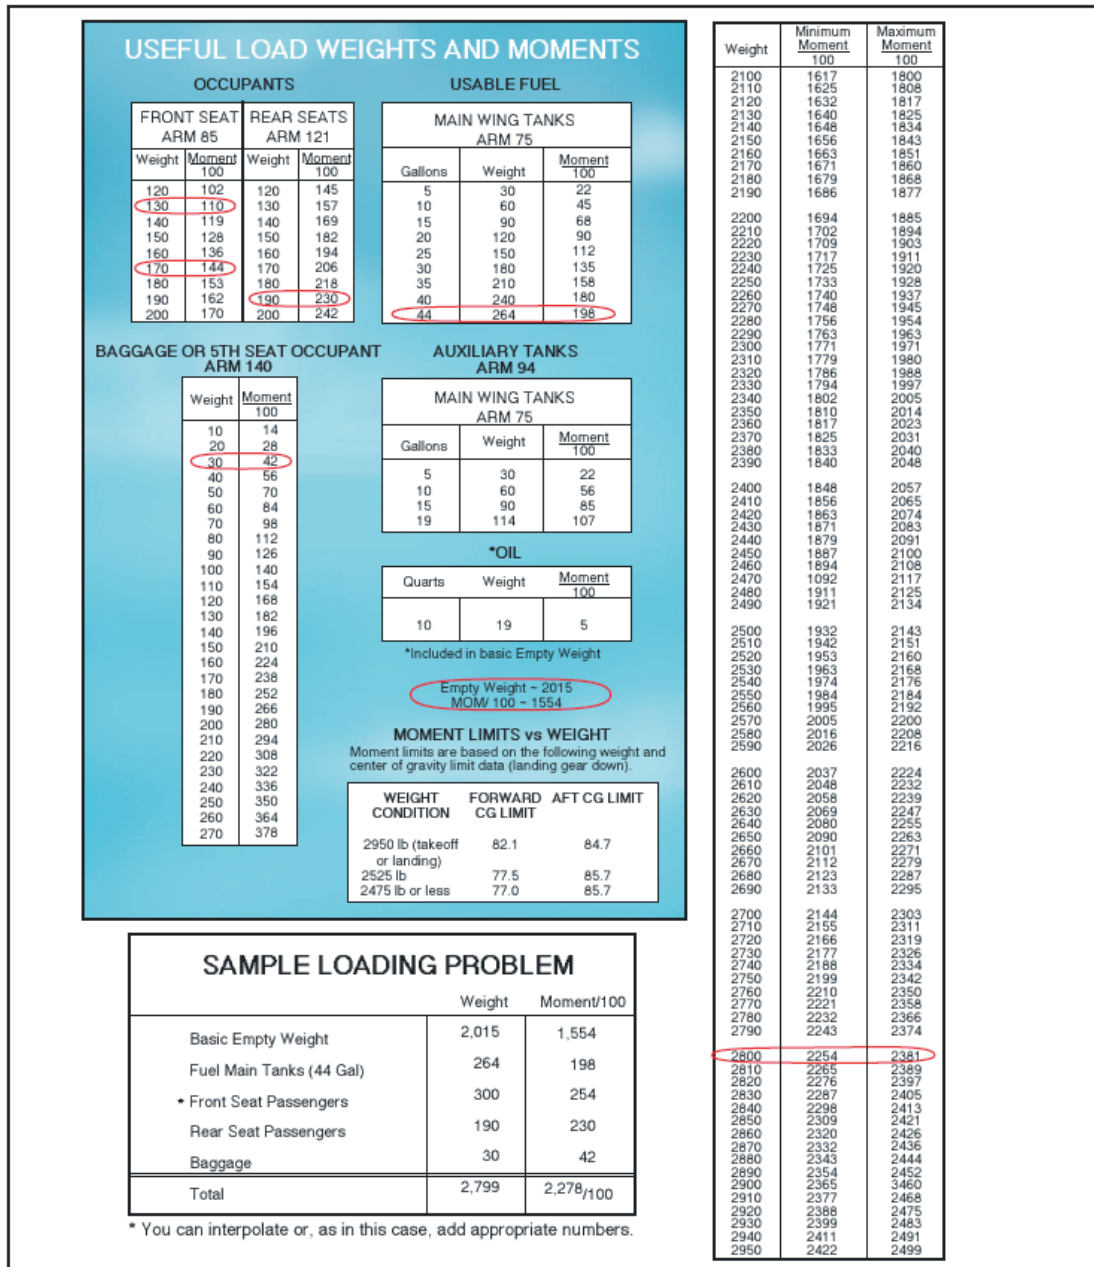 USEFUL LOAD WEIGHTS AND MOMENTS
OCCUPANTS
FRONT SEAT REAR SEATS
ARM 85 ARM 121
Weight Moment Weight Moment
100 100
120 102 120 145
130 110 130 157
140 119 140 169
150 128 150 182
160 136 160 194
170 144 170 206
180 153 180 218
190 162 190 230
200 170 200 242
USABLE FUEL
MAIN WING TANKS
ARM 75
Gallons Weight Moment
100
5 30 22
10 60 45
15 90 68
20 120 90
25 150 112
30 180 135
35 210 158
40 240 180
44 264 198
BAGGAGE OR 5TH SEAT OCCUPANT
ARM 140
Weight Moment
100
10 14
20 28
30 42
40 56
50 70
60 84
70 98
80 112
90 126
100 140
110 154
120 168
130 182
140 196
150 210
160 224
170 238
180 252
190 266
200 280
210 294
220 308
230 322
240 336
250 350
260 364
270 378
AUXILIARY TANKS
ARM 94
MAIN WING TANKS
ARM 75
Gallons Weight Moment
100
5 30 22
10 60 56
15 90 85
19 114 107
*OIL
Quarts Weight Moment
100
10 19 5
*Included in basic Empty Weight
Empty Weight ~ 2015
MOM/ 100 ~ 1554
MOMENT LIMITS vs WEIGHT
Moment limits are based on the following weight and
center of gravity limit data (landing gear down).
WEIGHT FORWARD AFT CG LIMIT
CONDITION CG LIMIT
2950 lb (takeoff 82.1 84.7
or landing)
2525 lb 77.5 85.7
2475 lb or less 77.0 85.7
SAMPLE LOADING PROBLEM
Weight Moment/100
Basic Empty Weight 2,015 1,554
Fuel Main Tanks (44 Gal) 264 198
* Front Seat Passengers 300 254
Rear Seat Passengers 190 230
Baggage 30 42
Total 2,799 2,278/100
* You can interpolate or, as in this case, add appropriate numbers.
Minimum Maximum
Weight Moment Moment
100 100
2100 1617 1800
2110 1625 1808
2120 1632 1817
2130 1640 1825
2140 1648 1834
2150 1656 1843
2160 1663 1851
2170 1671 1860
2180 1679 1868
2190 1686 1877
2200 1694 1885
2210 1702 1894
2220 1709 1903
2230 1717 1911
2240 1725 1920
2250 1733 1928
2260 1740 1937
2270 1748 1945
2280 1756 1954
2290 1763 1963
2300 1771 1971
2310 1779 1980
2320 1786 1988
2330 1794 1997
2340 1802 2005
2350 1810 2014
2360 1817 2023
2370 1825 2031
2380 1833 2040
2390 1840 2048
2400 1848 2057
2410 1856 2065
2420 1863 2074
2430 1871 2083
2440 1879 2091
2450 1887 2100
2460 1894 2108
2470 1092 2117
2480 1911 2125
2490 1921 2134
2500 1932 2143
2510 1942 2151
2520 1953 2160
2530 1963 2168
2540 1974 2176
2550 1984 2184
2560 1995 2192
2570 2005 2200
2580 2016 2208
2590 2026 2216
2600 2037 2224
2610 2048 2232
2620 2058 2239
2630 2069 2247
2640 2080 2255
2650 2090 2263
2660 2101 2271
2670 2112 2279
2680 2123 2287
2690 2133 2295
2700 2144 2303
2710 2155 2311
2720 2166 2319
2730 2177 2326
2740 2188 2334
2750 2199 2342
2760 2210 2350
2770 2221 2358
2780 2232 2366
2790 2243 2374
2800 2254 2381
2810 2265 2389
2820 2276 2397
2830 2287 2405
2840 2298 2413
2850 2309 2421
2860 2320 2426
2870 2332 2436
2880 2343 2444
2890 2354 2452
2900 2365 3460
2910 2377 2468
2920 2388 2475
2930 2399 2483
2940 2411 2491
2950 2422 2499